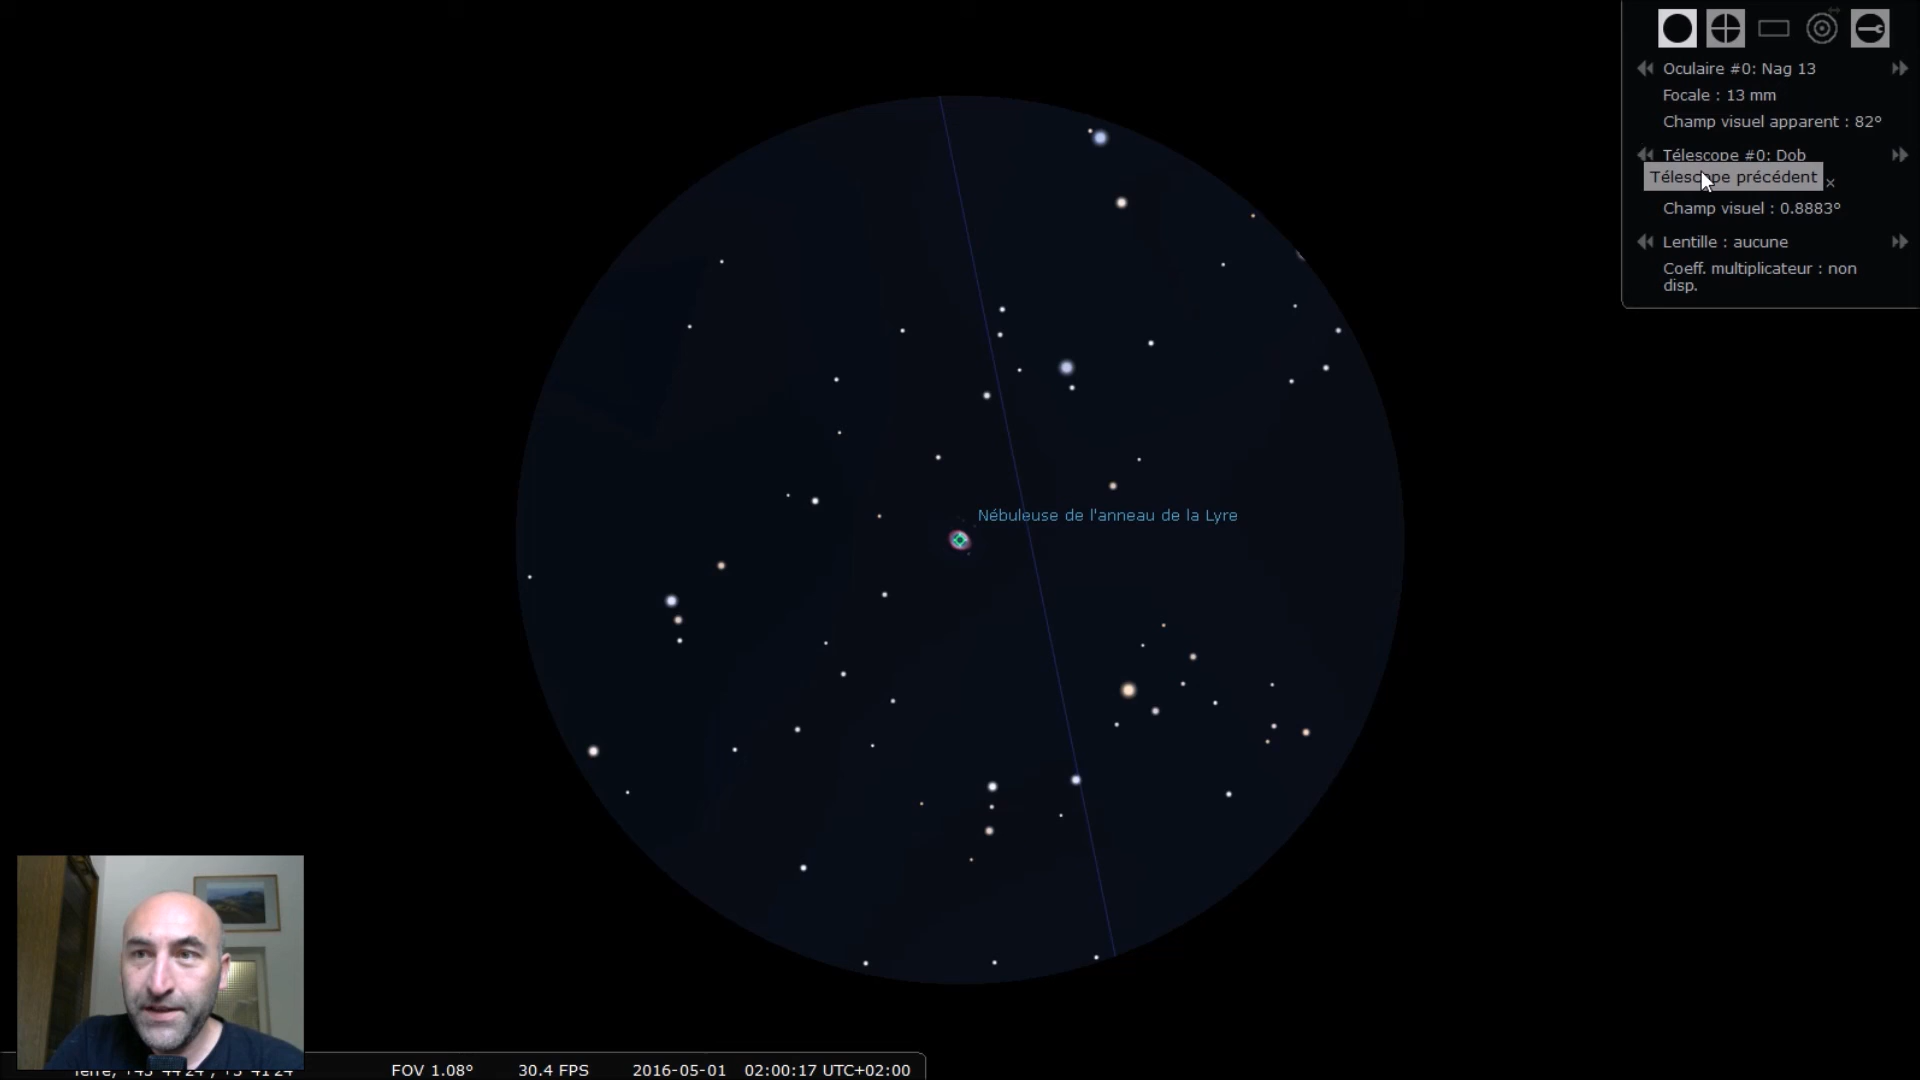 Oculaire #0: Nag 13
Focale : 13 mm
Champ visuel apparent : 82°
Télescope #0: Dob
Télescope précédent
Champ visuel : 0.8883°
Lentille : aucune
Coeff. multiplicateur : non
disp.
Nébuleuse de l'anneau de la Lyre
FOV 1.08° 30.4 FPS 2016-05-01 02:00:17 UTC+02:00